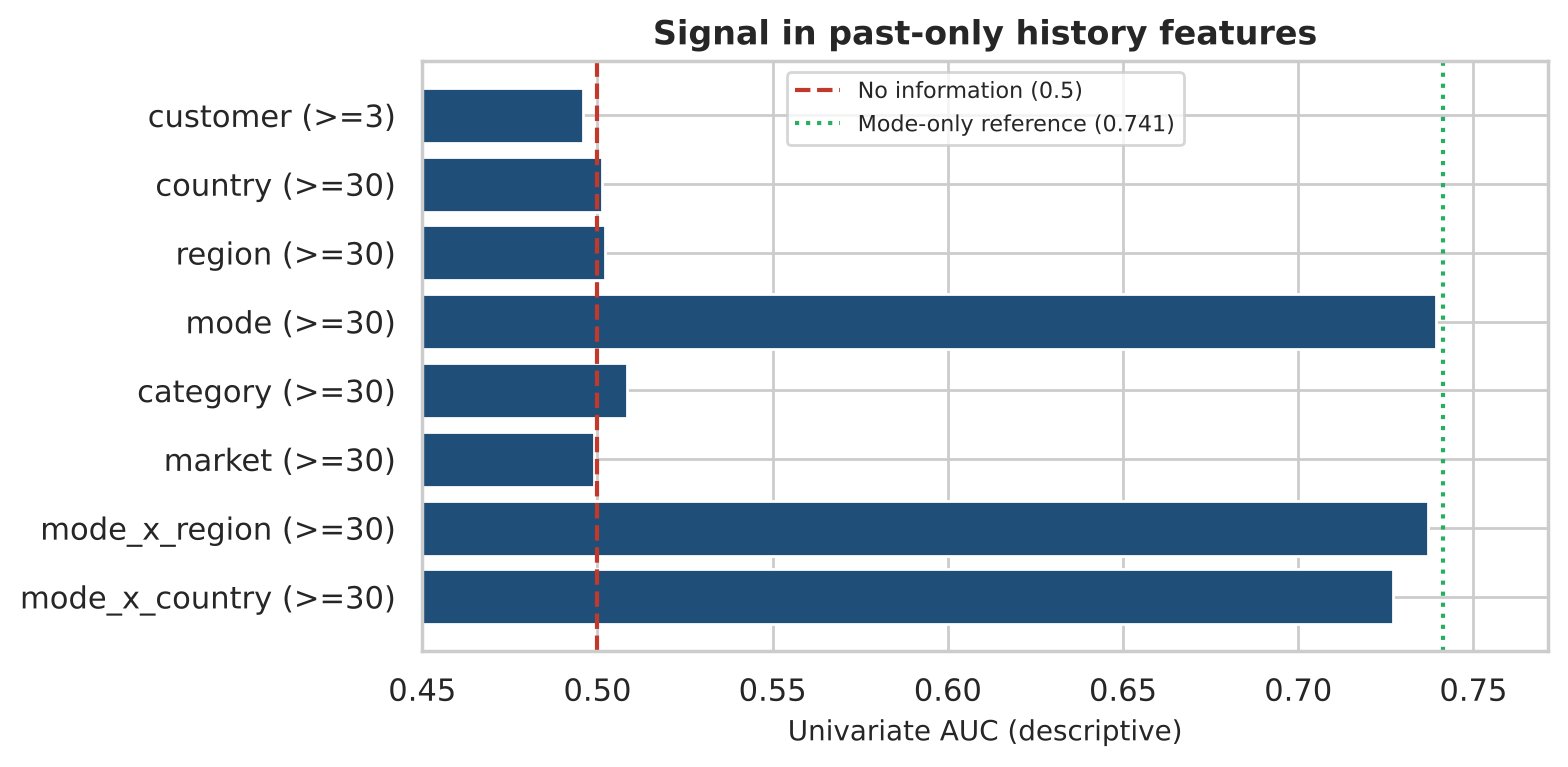 Signal in past-only history features
No information (0.5)
Mode-only reference (0.741)
customer (>=3)
country (>=30)
region (>=30)
mode (>=30)
category (>=30)
market (>=30)
mode_x_region (>=30)
mode_x_country (>=30)
0.45 0.50 0.55 0.60 0.65 0.70 0.75
Univariate AUC (descriptive)